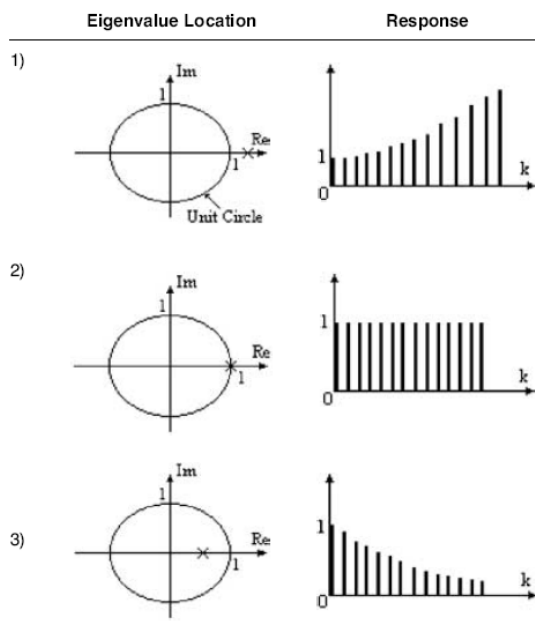 Eigenvalue Location Response
1)
Im
1
Re
1
Unit Circle
1
0
k
2)
Im
1
Re
1
1
0
k
3)
Im
1
Re
1
1
0
k